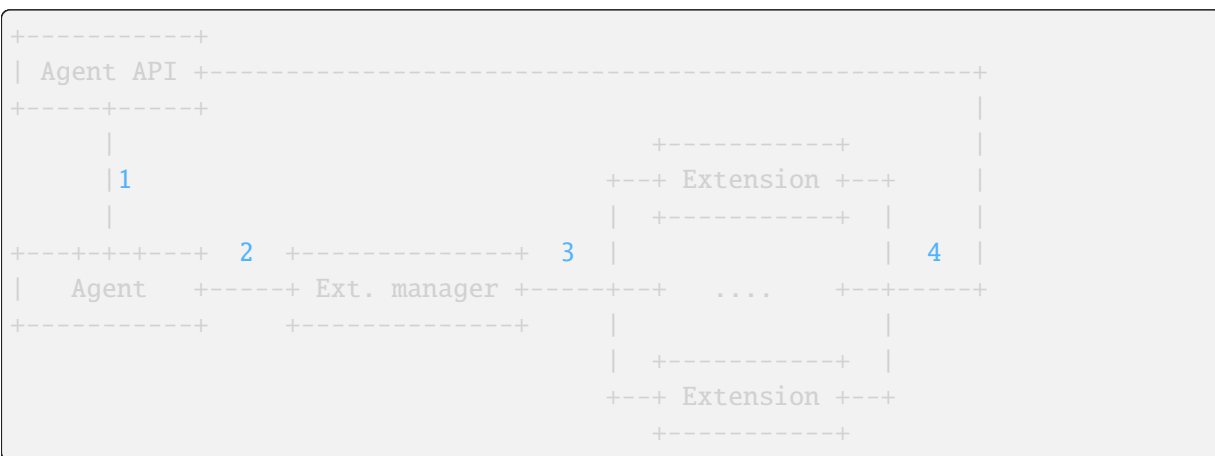 +------------+
| Agent API +--------------------------------------------------+
+-----+------+                                                  |
      |                                   +------------+        |
      |1                               +--+ Extension +--+     |
      |                                |  +------------+  |     |
+---+-+-+----+  2  +---------------+  3  |                 |  4  |
|   Agent   +-----+ Ext. manager +-----+--+   ....    +--+-----+
+------------+     +---------------+     |                 |
                                       |  +------------+  |
                                       +--+ Extension +--+
                                          +------------+